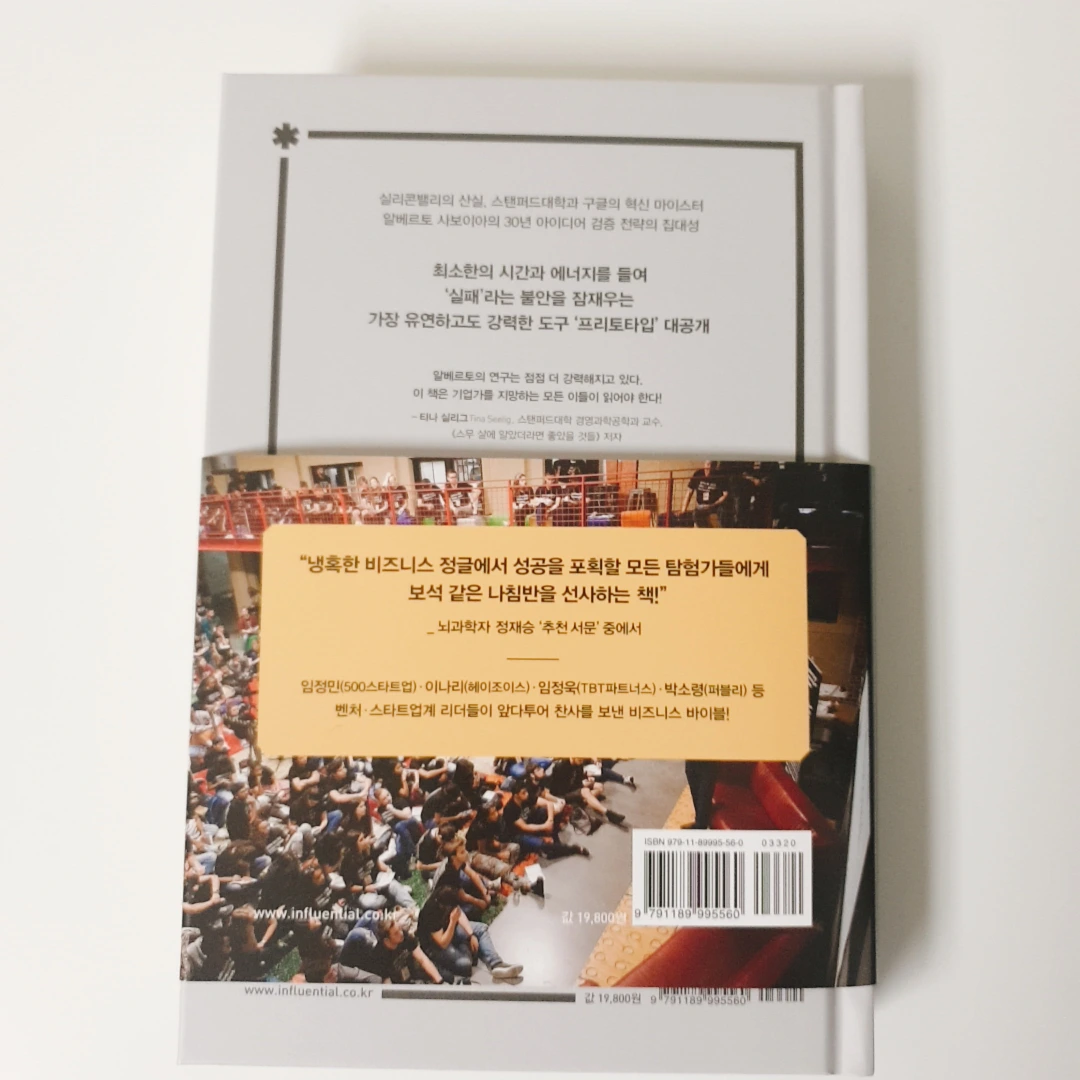 실리콘밸리의 산실, 스탠퍼드대학과 구글의 혁신 마이스터
알베르토 사보이아의 30년 아이디어 검증 전략의 집대성
최소한의 시간과 에너지를 들여
‘실패’라는 불안을 잠재우는
가장 유연하고도 강력한 도구 ‘프리토타입’ 대공개
알베르토의 연구는 점점 더 강력해지고 있다.
이 책은 기업가를 지망하는 모든 이들이 읽어야 한다!
– 티나 실리그 Tina Seelig, 스탠퍼드대학 경영과학공학과 교수,
《스무 살에 알았더라면 좋았을 것들》 저자
“냉혹한 비즈니스 정글에서 성공을 포획할 모든 탐험가들에게
보석 같은 나침반을 선사하는 책!”
_ 뇌과학자 정재승 ‘추천 서문’ 중에서
임정민(500스타트업)·이나리(헤이조이스)·임정욱(TBT파트너스)·박소령(퍼블리) 등
벤처·스타트업계 리더들이 앞다투어 찬사를 보낸 비즈니스 바이블!
ISBN 979-11-89995-56-0 03320
www.influential.co.kr
값 19,800원
9 791189 995560
www.influential.co.kr
값 19,800원
9 791189 995560